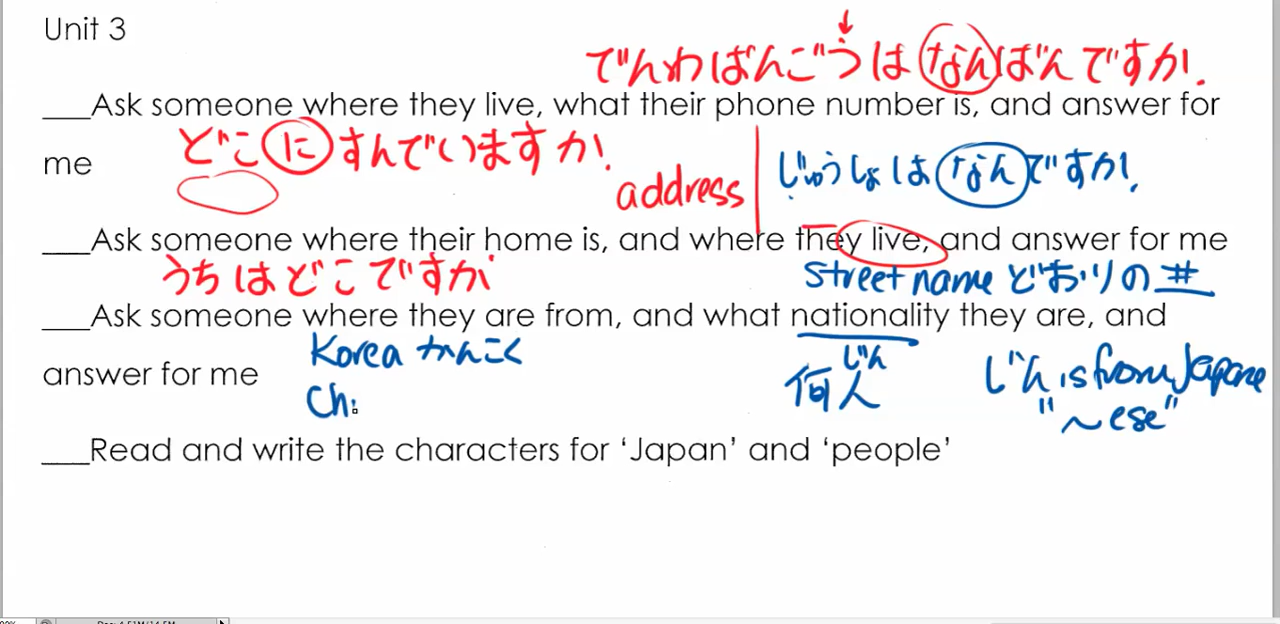 Unit 3
でんわばんごうは なんばんですか.
___Ask someone where they live, what their phone number is, and answer for
me
どこにすんでいますか.
address
じゅうしょは なんですか.
___Ask someone where their home is, and where they live, and answer for me
うちはどこですか
Street name どおりの #
___Ask someone where they are from, and what nationality they are, and
answer for me
Korea かんこく
Chi
じん
何人
じん is from Japanese
"~ese"
___Read and write the characters for ‘Japan’ and ‘people’